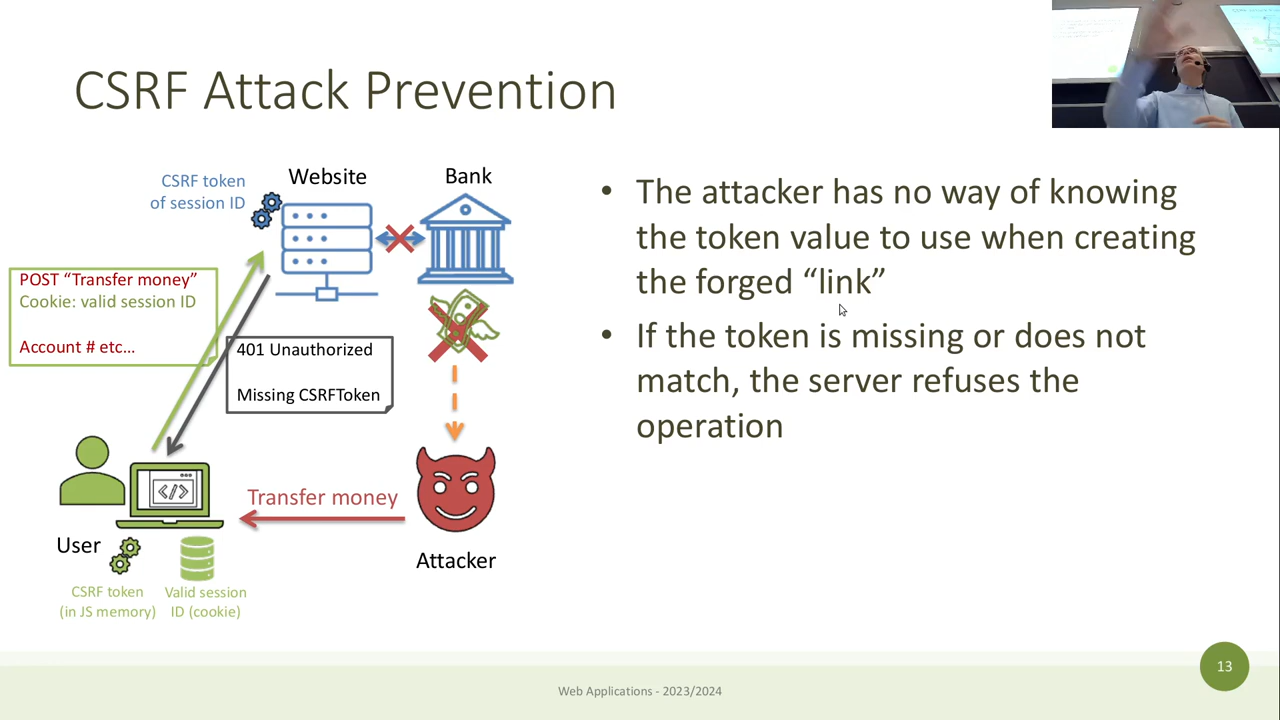 CSRF Attack Prevention
CSRF token
of session ID
Website
Bank
POST “Transfer money”
Cookie: valid session ID
Account # etc...
401 Unauthorized
Missing CSRFToken
Transfer money
User
Attacker
CSRF token
(in JS memory)
Valid session
ID (cookie)
• The attacker has no way of knowing
the token value to use when creating
the forged “link”
• If the token is missing or does not
match, the server refuses the
operation
Web Applications - 2023/2024
13